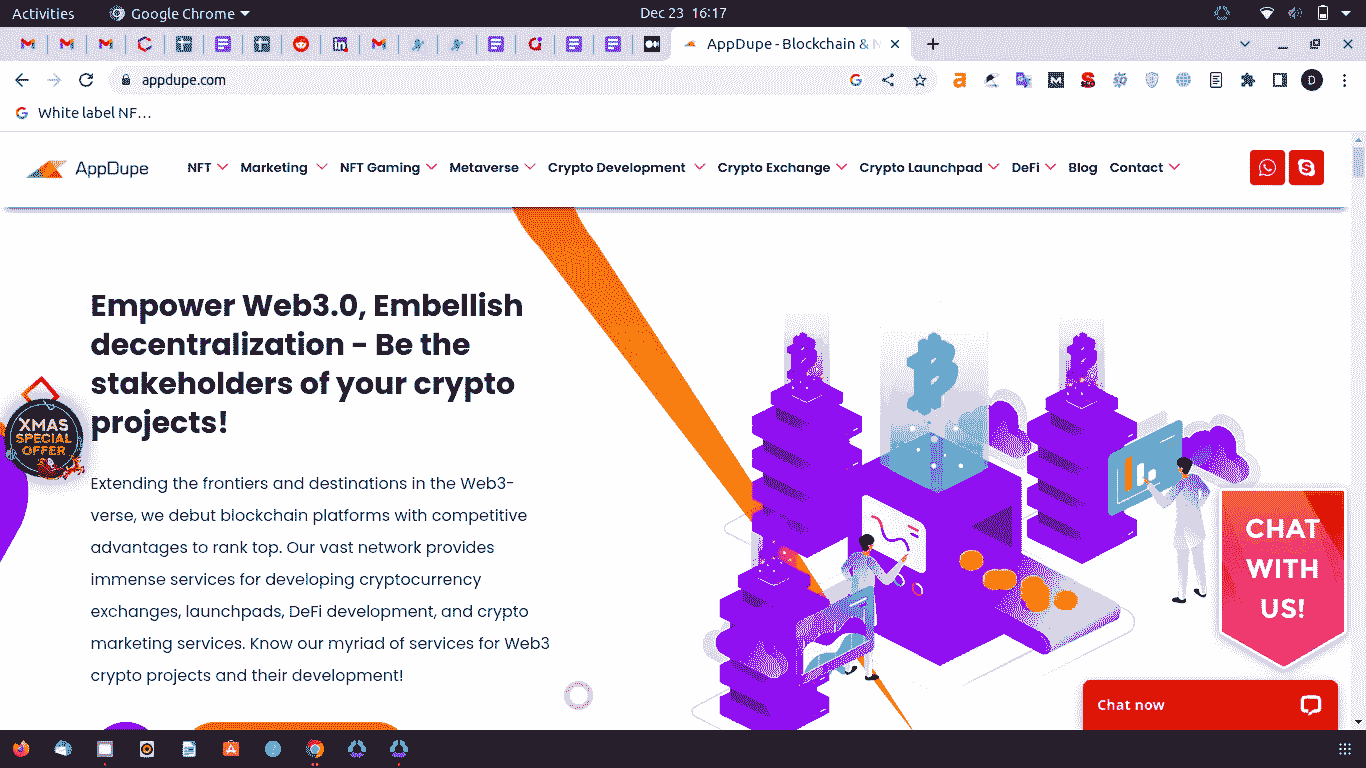 Activities
Google Chrome
Dec 23 16:17
AppDupe - Blockchain &
appdupe.com
D
White label NF…
AppDupe
NFT
Marketing
NFT Gaming
Metaverse
Crypto Development
Crypto Exchange
Crypto Launchpad
DeFi
Blog
Contact
Empower Web3.0, Embellish
decentralization - Be the
stakeholders of your crypto
projects!
XMAS
SPECIAL
OFFER
Extending the frontiers and destinations in the Web3-
verse, we debut blockchain platforms with competitive
advantages to rank top. Our vast network provides
immense services for developing cryptocurrency
exchanges, launchpads, DeFi development, and crypto
marketing services. Know our myriad of services for Web3
crypto projects and their development!
CHAT
WITH
US!
Chat now